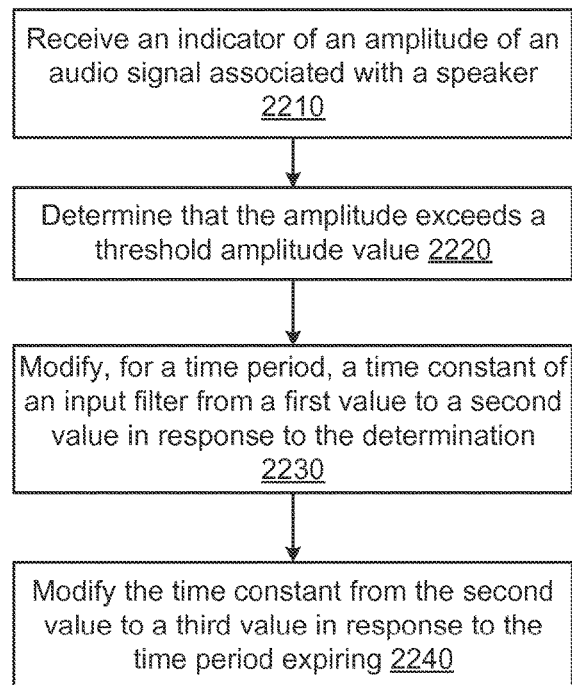 Receive an indicator of an amplitude of an
audio signal associated with a speaker
2210
Determine that the amplitude exceeds a
threshold amplitude value 2220
Modify, for a time period, a time constant of
an input filter from a first value to a second
value in response to the determination
2230
Modify the time constant from the second
value to a third value in response to the
time period expiring 2240